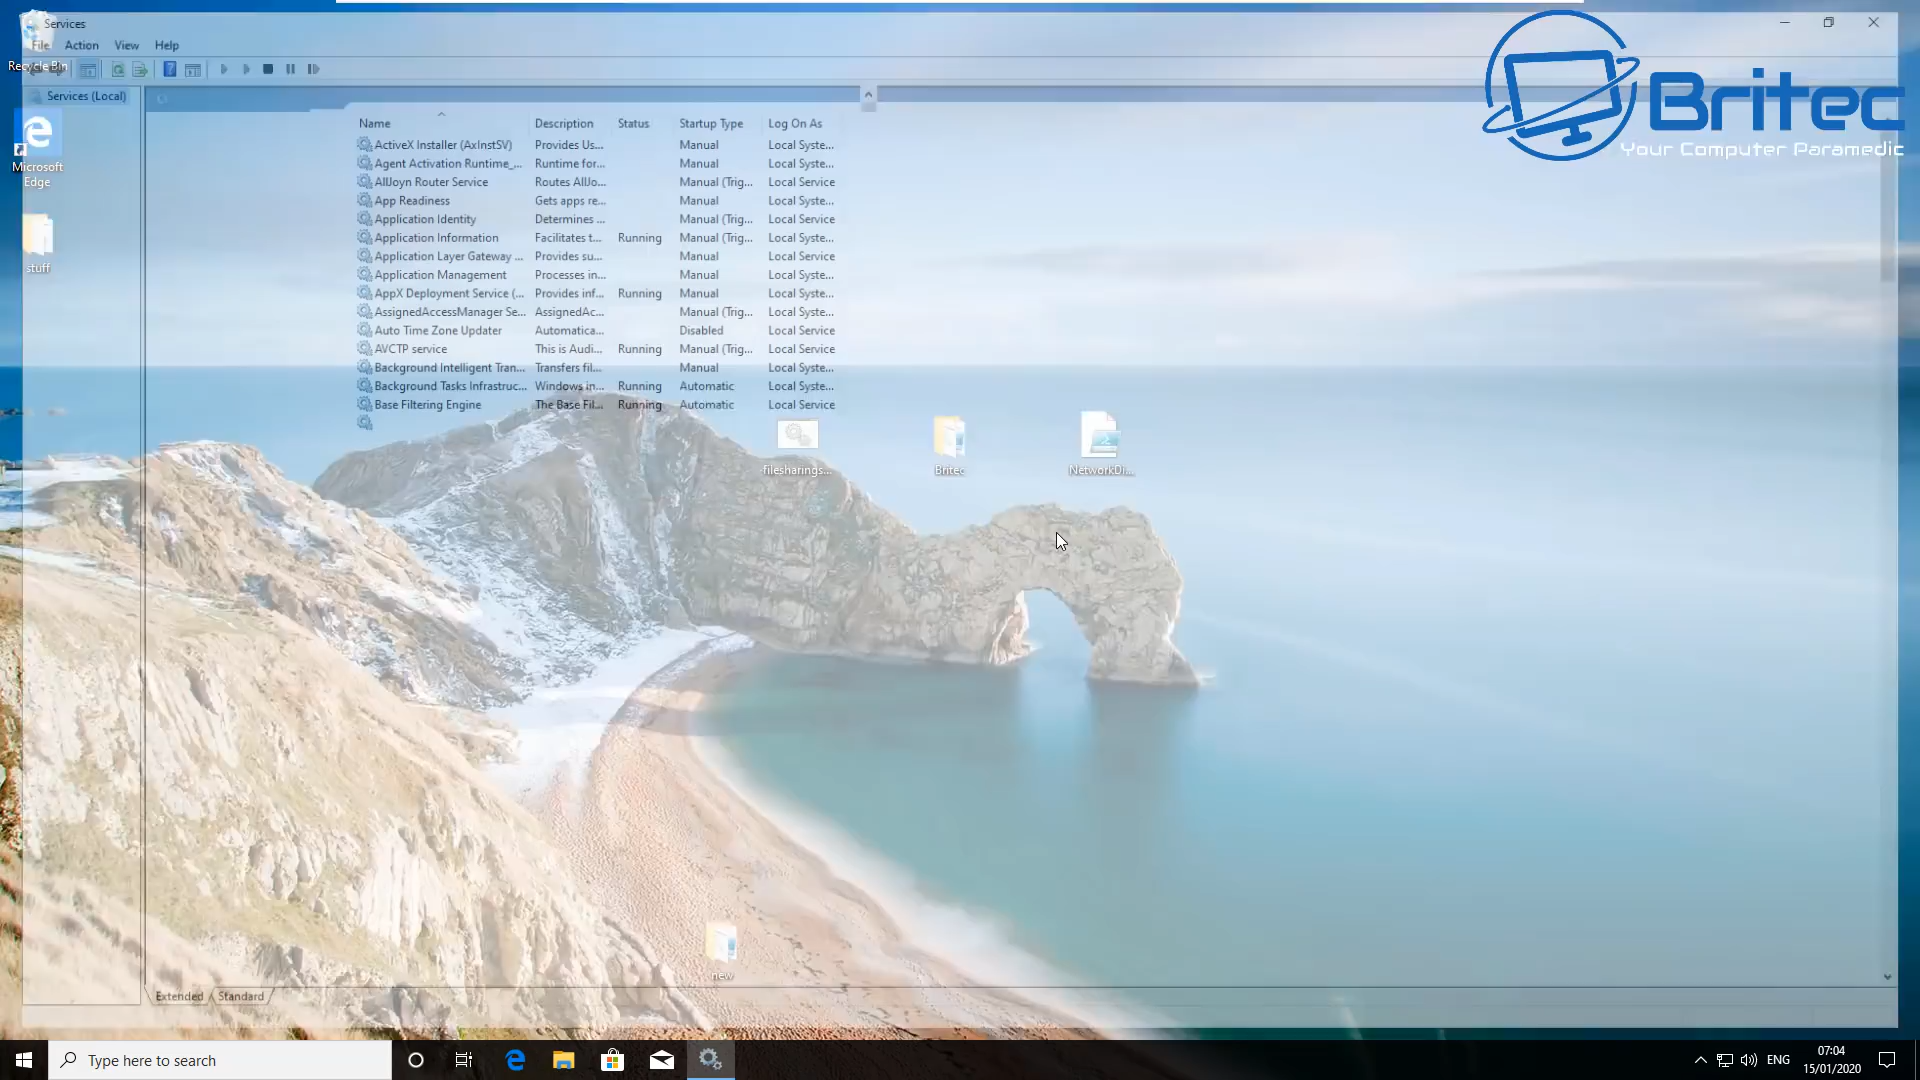 Services
File Action View Help
Recycle Bin
Services (Local)
Microsoft
Edge
stuff
Name Description Status Startup Type Log On As
ActiveX Installer (AxInstSV) Provides Us... Manual Local Syste...
Agent Activation Runtime_... Runtime for... Manual Local Syste...
AllJoyn Router Service Routes AllJo... Manual (Trig... Local Service
App Readiness Gets apps re... Manual Local Syste...
Application Identity Determines ... Manual (Trig... Local Service
Application Information Facilitates t... Running Manual (Trig... Local Syste...
Application Layer Gateway ... Provides su... Manual Local Service
Application Management Processes in... Manual Local Syste...
AppX Deployment Service (... Provides inf... Running Manual Local Syste...
AssignedAccessManager Se... AssignedAc... Manual (Trig... Local Syste...
Auto Time Zone Updater Automatica... Disabled Local Service
AVCTP service This is Audi... Running Manual (Trig... Local Service
Background Intelligent Tran... Transfers fil... Manual Local Syste...
Background Tasks Infrastruc... Windows in... Running Automatic Local Syste...
Base Filtering Engine The Base Fil... Running Automatic Local Service
filesharings... Britec NetworkDi...
new
Extended Standard
Britec
Your Computer Paramedic
Type here to search
ENG
07:04
15/01/2020